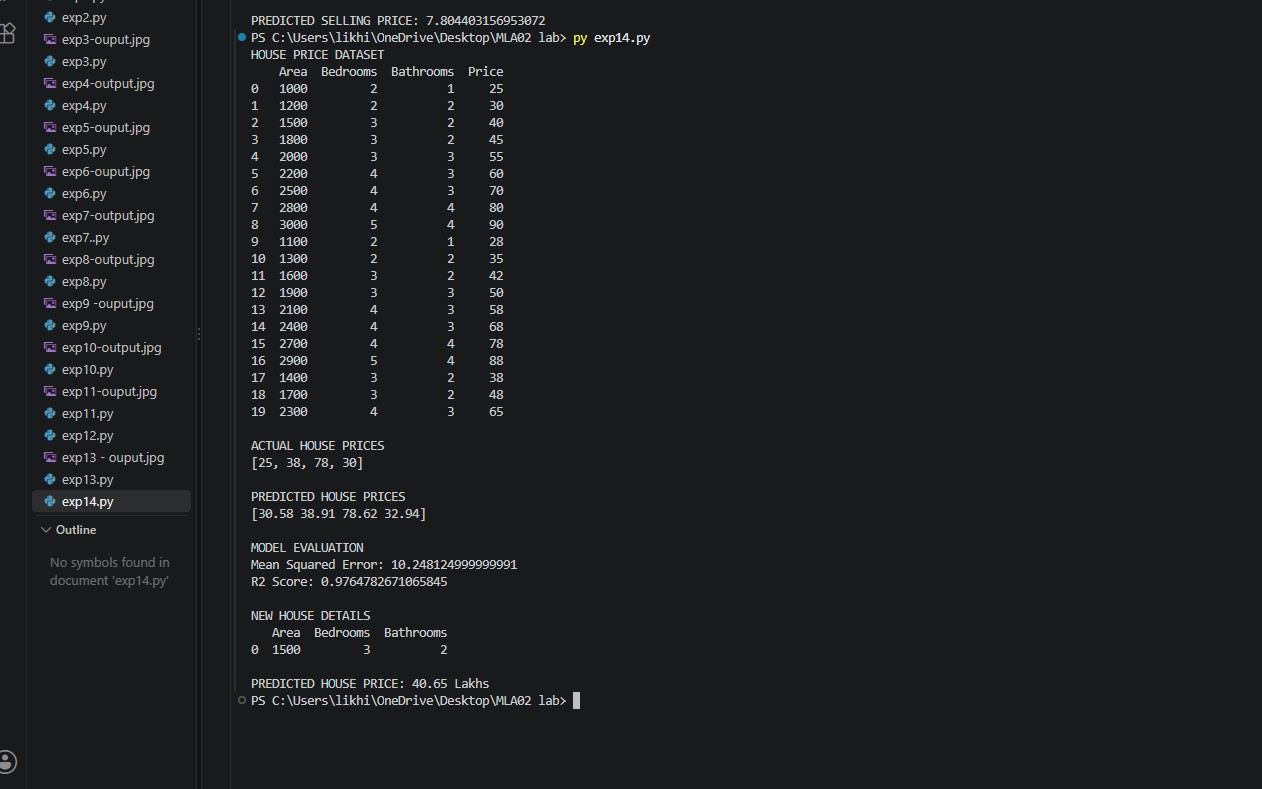 exp2.py
exp3-ouput.jpg
exp3.py
exp4-output.jpg
exp4.py
exp5-ouput.jpg
exp5.py
exp6-ouput.jpg
exp6.py
exp7-output.jpg
exp7..py
exp8-output.jpg
exp8.py
exp9 -ouput.jpg
exp9.py
exp10-output.jpg
exp10.py
exp11-ouput.jpg
exp11.py
exp12.py
exp13 - ouput.jpg
exp13.py
exp14.py
Outline
No symbols found in
document 'exp14.py'
PREDICTED SELLING PRICE: 7.804403156953072
PS C:\Users\likhi\OneDrive\Desktop\MLA02 lab> py exp14.py
HOUSE PRICE DATASET
Area Bedrooms Bathrooms Price
0 1000 2 1 25
1 1200 2 2 30
2 1500 3 2 40
3 1800 3 2 45
4 2000 3 3 55
5 2200 4 3 60
6 2500 4 3 70
7 2800 4 4 80
8 3000 5 4 90
9 1100 2 1 28
10 1300 2 2 35
11 1600 3 2 42
12 1900 3 3 50
13 2100 4 3 58
14 2400 4 3 68
15 2700 4 4 78
16 2900 5 4 88
17 1400 3 2 38
18 1700 3 2 48
19 2300 4 3 65
ACTUAL HOUSE PRICES
[25, 38, 78, 30]
PREDICTED HOUSE PRICES
[30.58 38.91 78.62 32.94]
MODEL EVALUATION
Mean Squared Error: 10.248124999999991
R2 Score: 0.9764782671065845
NEW HOUSE DETAILS
Area Bedrooms Bathrooms
0 1500 3 2
PREDICTED HOUSE PRICE: 40.65 Lakhs
PS C:\Users\likhi\OneDrive\Desktop\MLA02 lab>